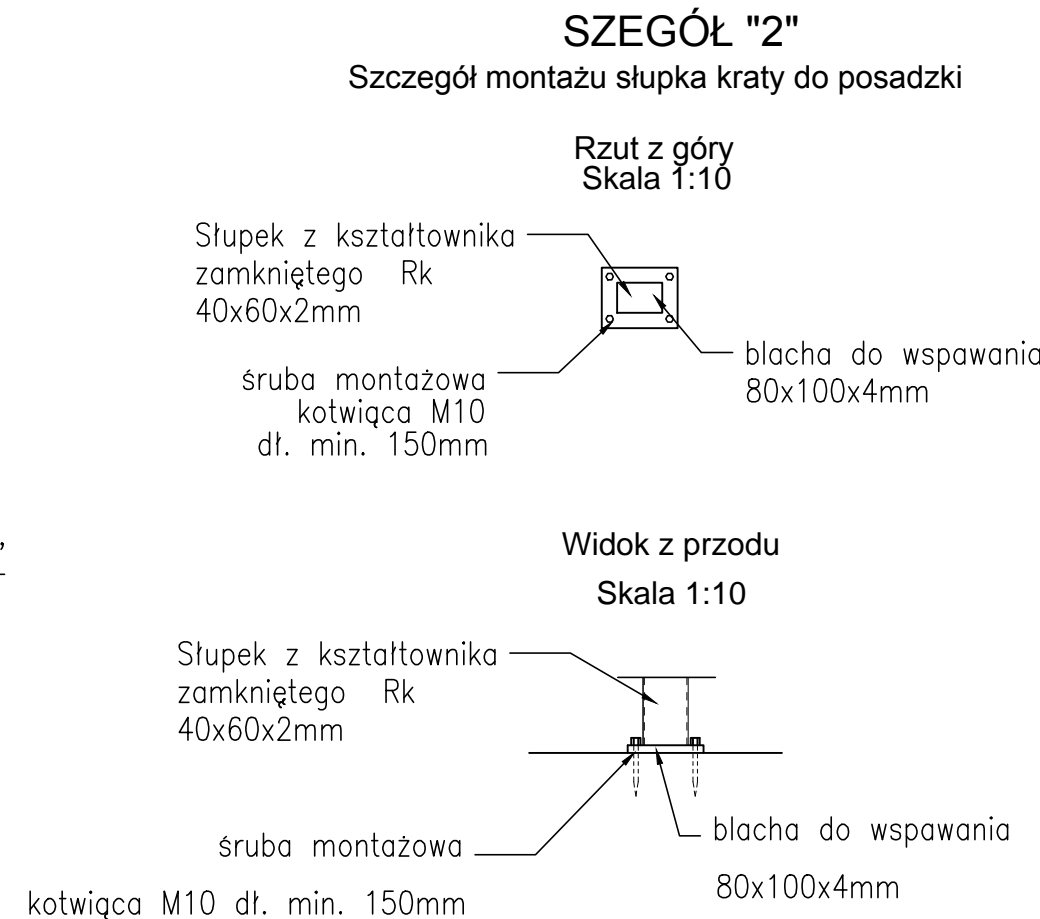 SZEGÓŁ "2"
Szczegół montażu słupka kraty do posadzki
Rzut z góry
Skala 1:10
Słupek z kształtownika
zamkniętego Rk
40x60x2mm
śruba montażowa
kotwiąca M10
dł. min. 150mm
blacha do wspawania
80x100x4mm
Widok z przodu
Skala 1:10
Słupek z kształtownika
zamkniętego Rk
40x60x2mm
śruba montażowa
kotwiąca M10 dł. min. 150mm
blacha do wspawania
80x100x4mm